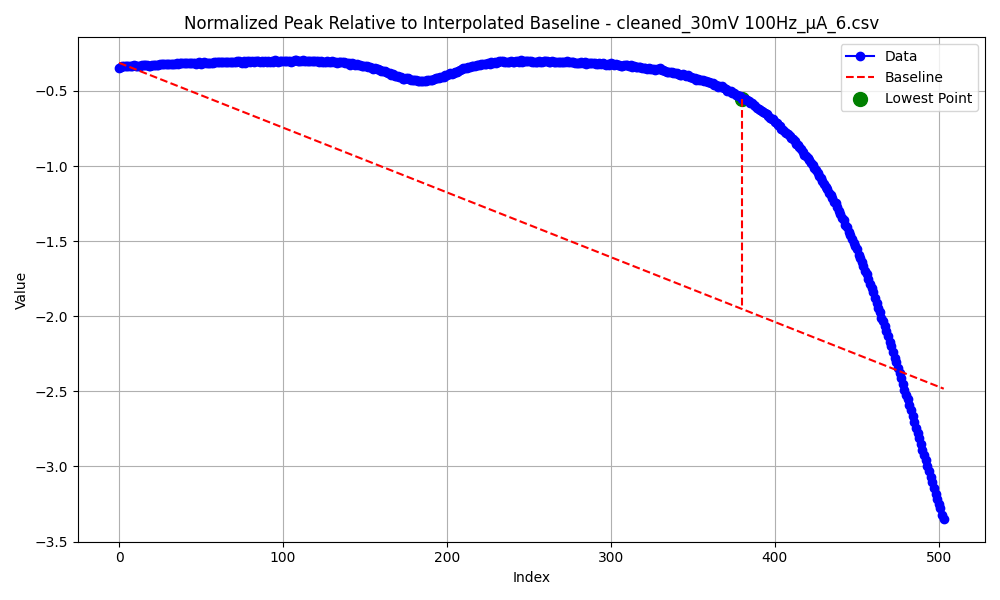 Normalized Peak Relative to Interpolated Baseline - cleaned_30mV 100Hz_μA_6.csv
Data
Baseline
Lowest Point
Value
−0.5
−1.0
−1.5
−2.0
−2.5
−3.0
−3.5
0 100 200 300 400 500
Index